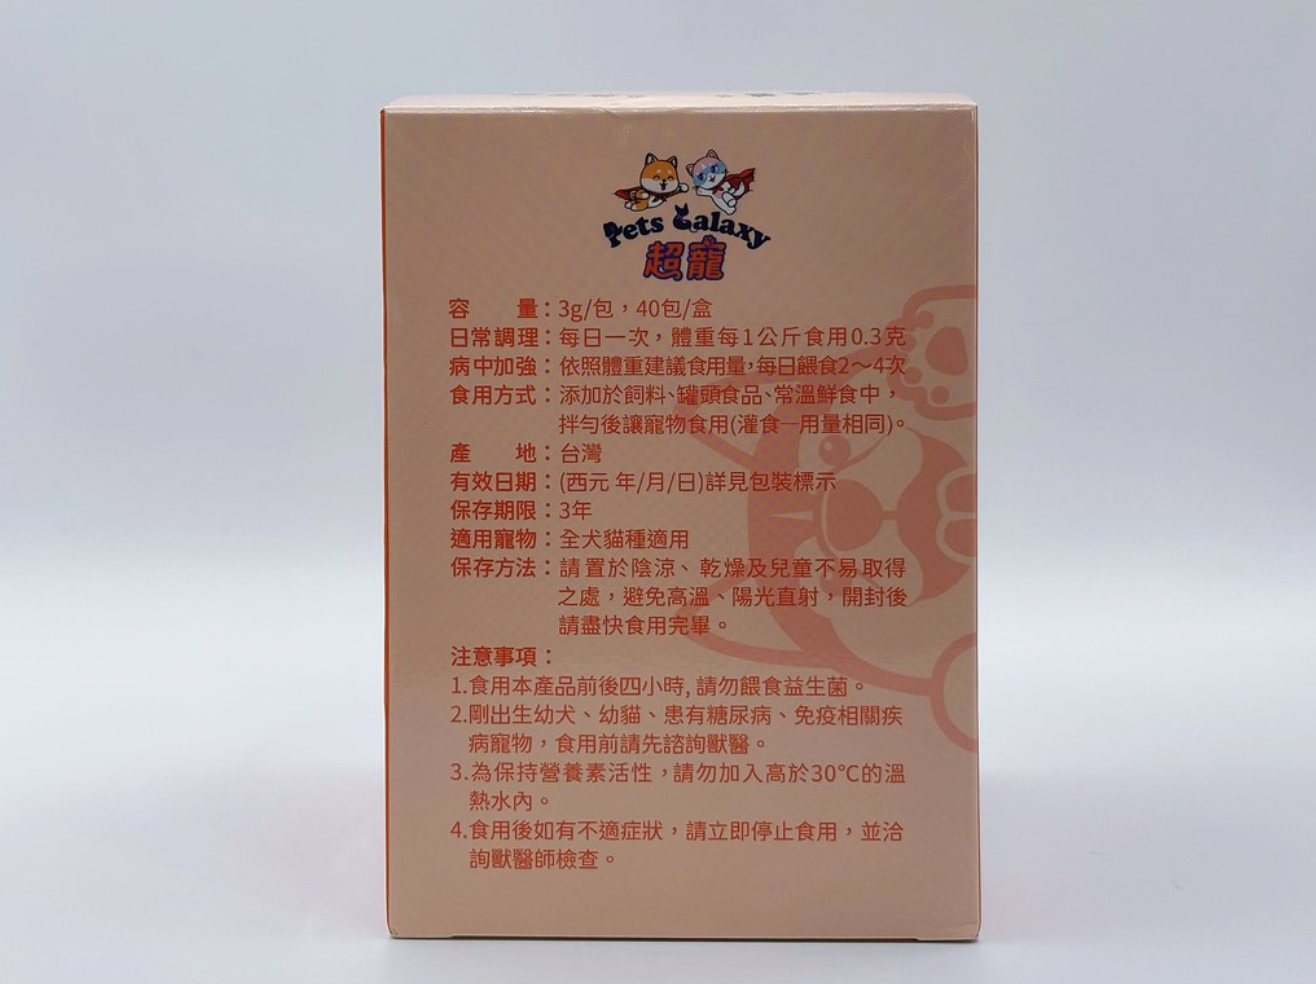 Pets Galaxy
超寵
容量：3g/包，40包/盒
日常調理：每日一次，體重每1公斤食用0.3克
病中加強：依照體重建議食用量，每日餵食2～4次
食用方式：添加於飼料、罐頭食品、常溫鮮食中，
拌勻後讓寵物食用(灌食一用量相同)。
產地：台灣
有效日期：(西元 年/月/日)詳見包裝標示
保存期限：3年
適用寵物：全犬貓種適用
保存方法：請置於陰涼、乾燥及兒童不易取得
之處，避免高溫、陽光直射，開封後
請盡快食用完畢。
注意事項：
1.食用本產品前後四小時, 請勿餵食益生菌。
2.剛出生幼犬、幼貓、患有糖尿病、免疫相關疾
病寵物，食用前請先諮詢獸醫。
3.為保持營養素活性，請勿加入高於30℃的溫
熱水內。
4.食用後如有不適症狀，請立即停止食用，並洽
詢獸醫師檢查。